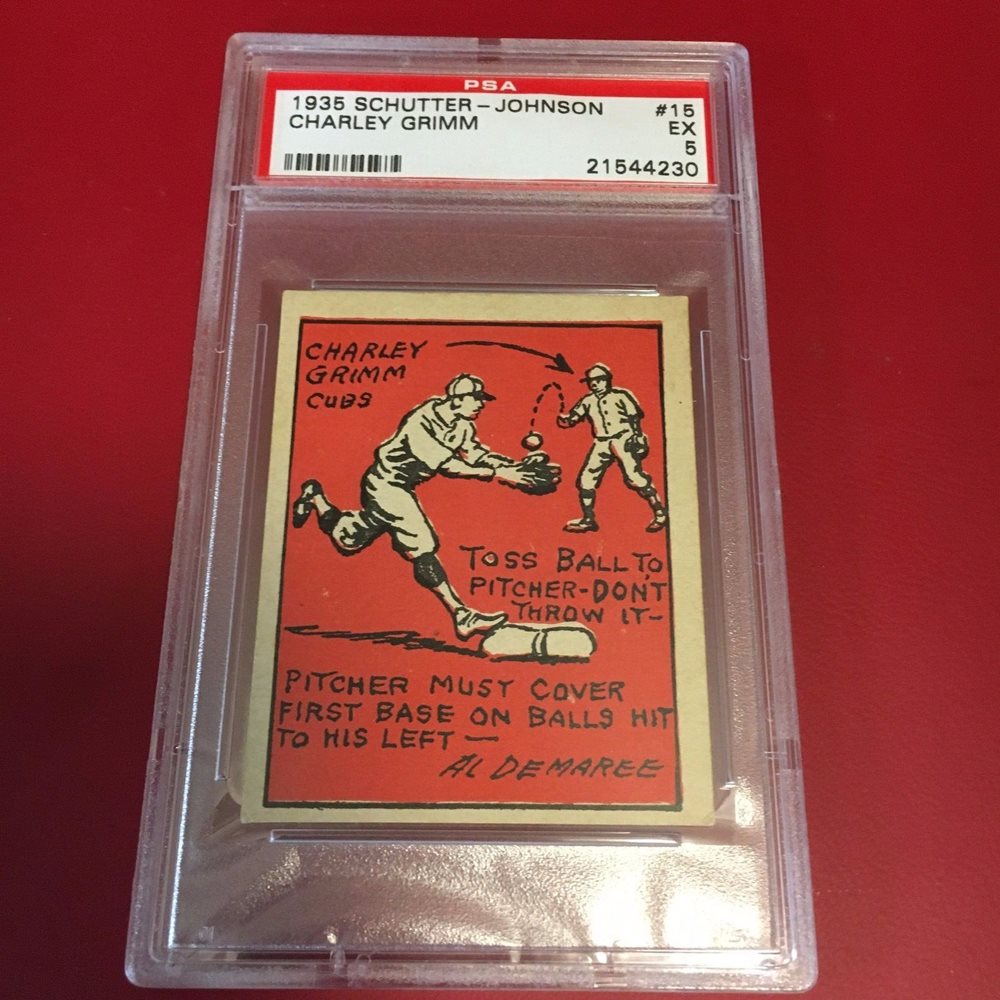 PSA
1935 SCHUTTER-JOHNSON #15
CHARLEY GRIMM EX
5
21544230
CHARLEY
GRIMM
CUBS
TOSS BALL TO
PITCHER-DON'T
THROW IT-
PITCHER MUST COVER
FIRST BASE ON BALLS HIT
TO HIS LEFT —
AL DEMAREE